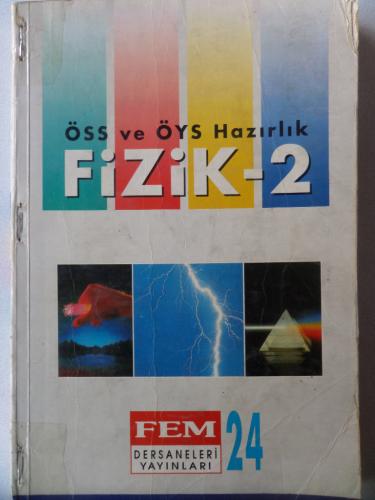 ÖSS ve ÖYS Hazırlık
FiZiK-2
FEM
DERSANELERİ
YAYINLARI
24